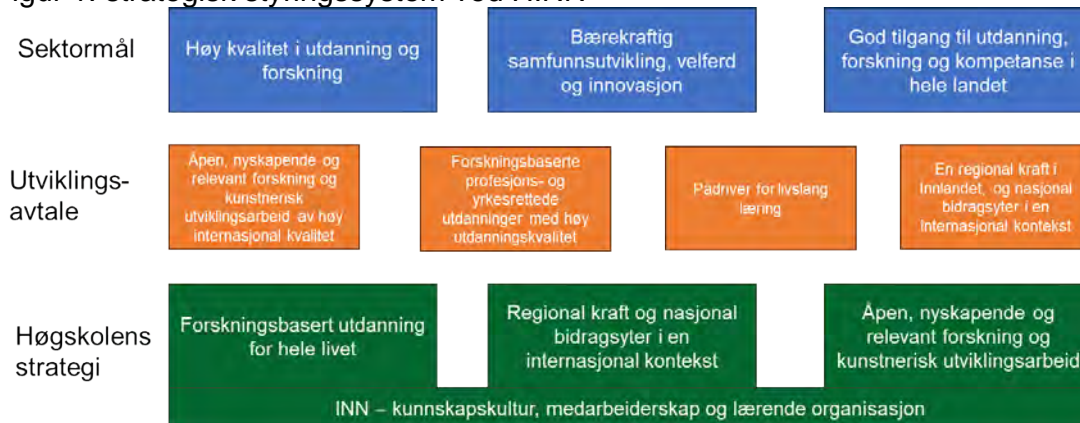 strategisk styringssystem ved
Sektormål
Høy kvalitet i utdanning og
forskning
Bærekraftig
samfunnsutvikling, velferd
og innovasjon
God tilgang til utdanning,
forskning og kompetanse i
hele landet
Utviklings-
avtale
Åpen, nyskapende og
relevant forskning og
kunstnerisk
utviklingsarbeid av høy
internasjonal kvalitet
Forskningsbaserte
profesjons- og
yrkesrettede
utdanninger med høy
utdanningskvalitet
Pådriver for livslang
læring
En regional kraft i
Innlandet, og nasjonal
bidragsyter i en
Internasjonal kontekst
Høgskolens
strategi
Forskningsbasert utdanning
for hele livet
Regional kraft og nasjonal
bidragsyter i en
internasjonal kontekst
Åpen, nyskapende og
relevant forskning og
kunstnerisk utviklingsarbeid
INN – kunnskapskultur, medarbeiderskap og lærende organisasjon